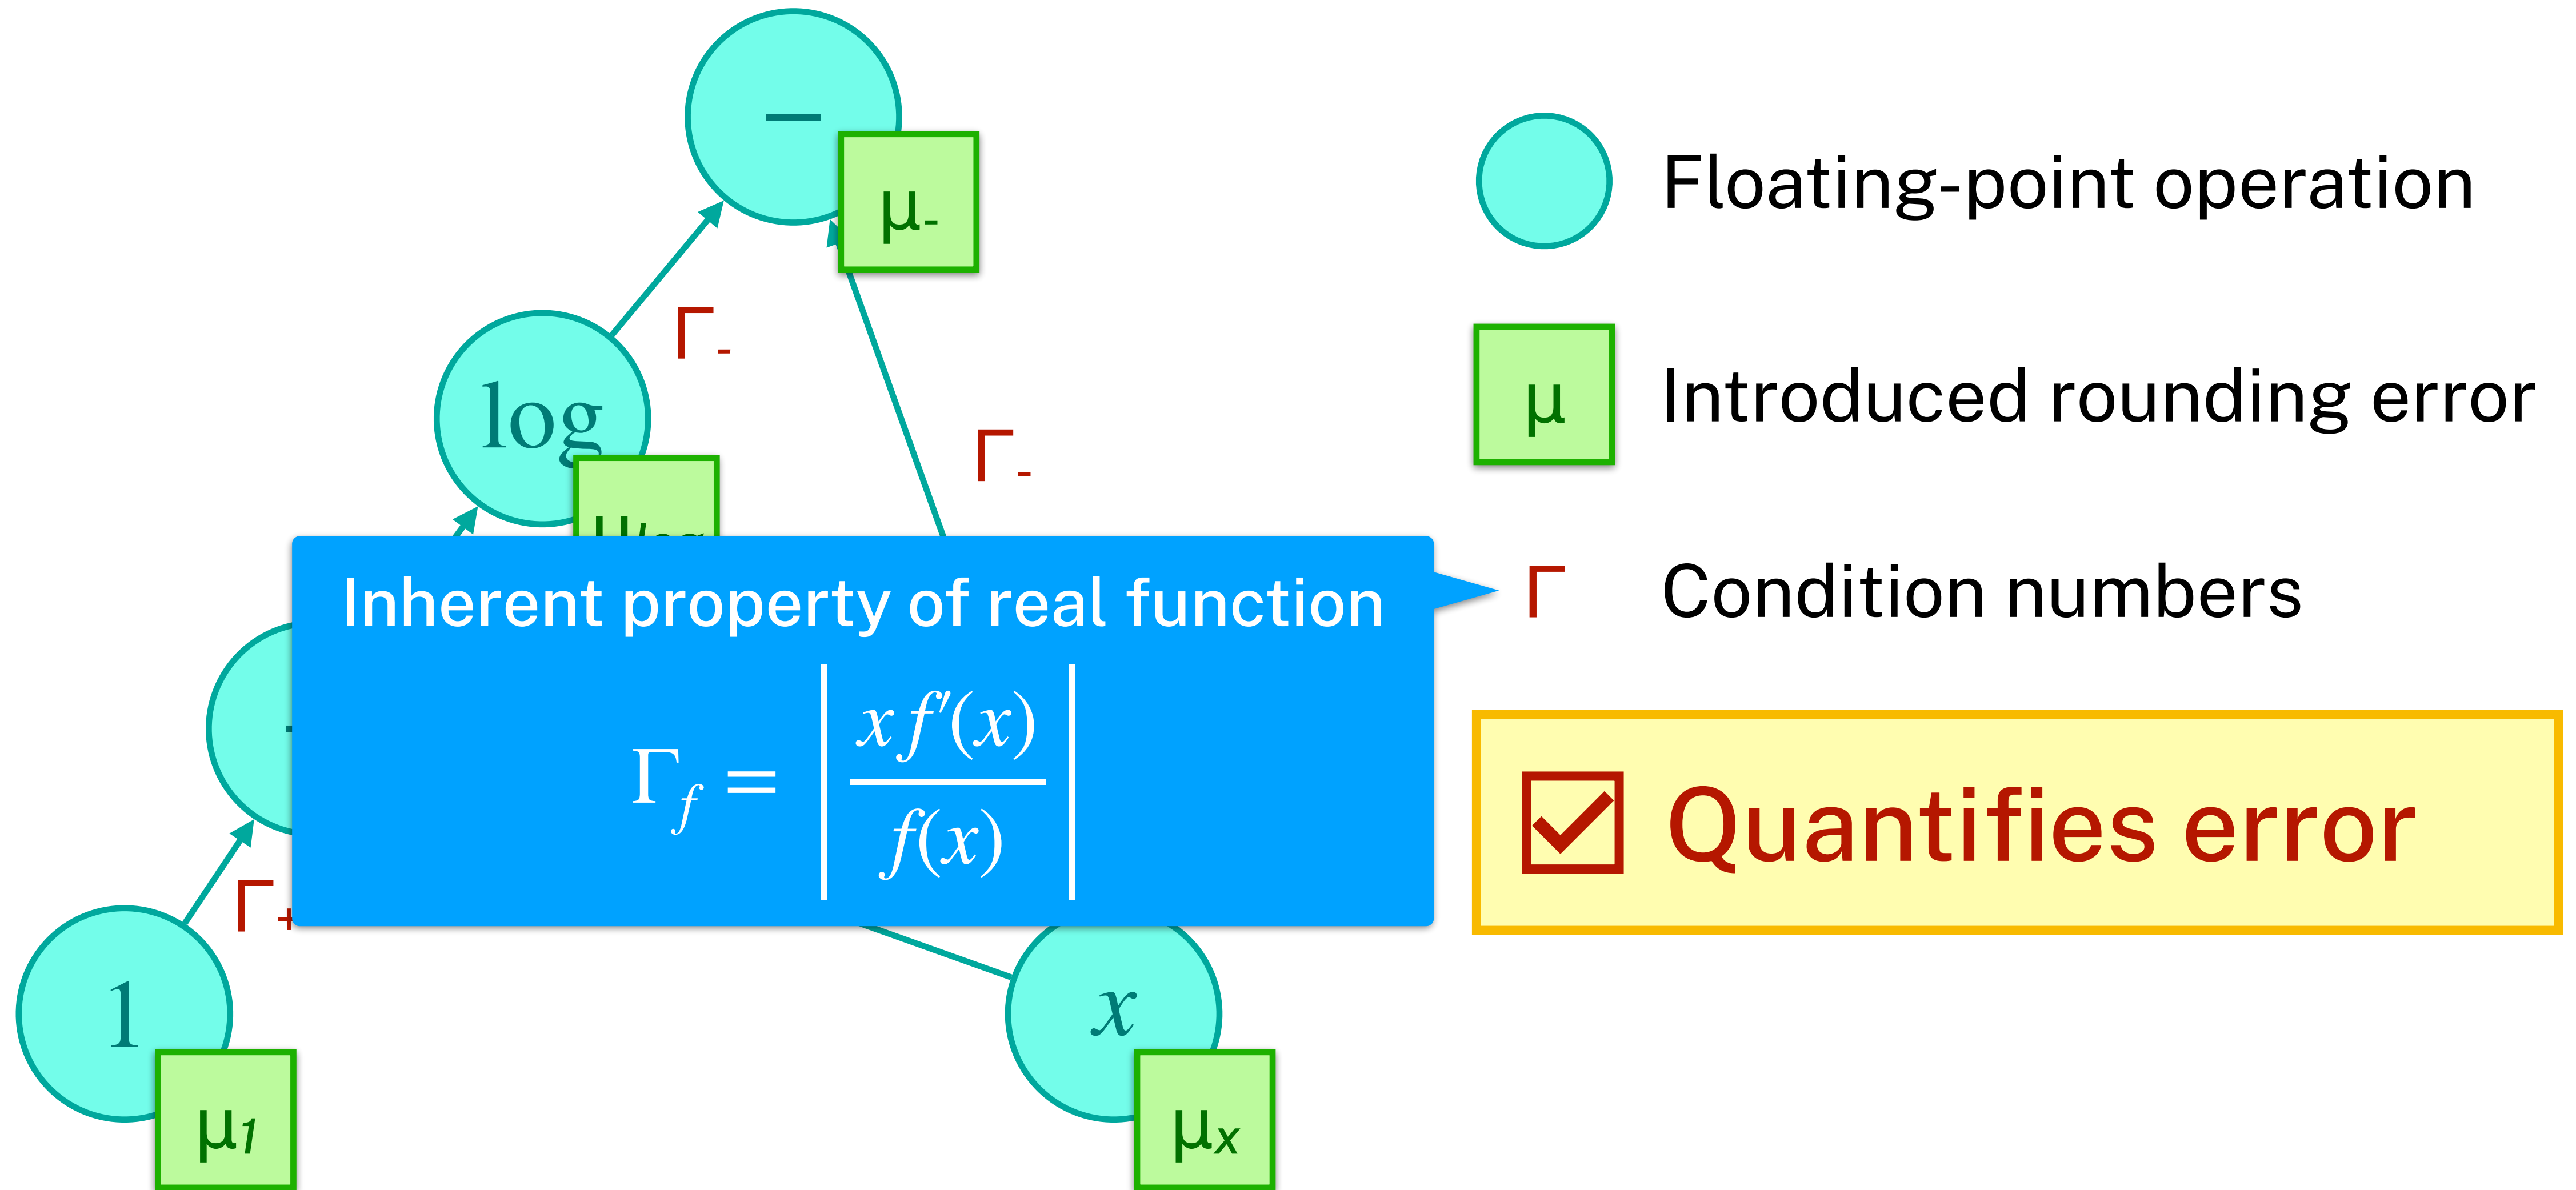 −
μ-
Floating-point operation
Γ-
log
μ
Introduced rounding error
Γ-
Inherent property of real function
Γ
Condition numbers
Γf = | xf′(x) / f(x) |
Quantifies error
Γ+
1
x
μ1
μx